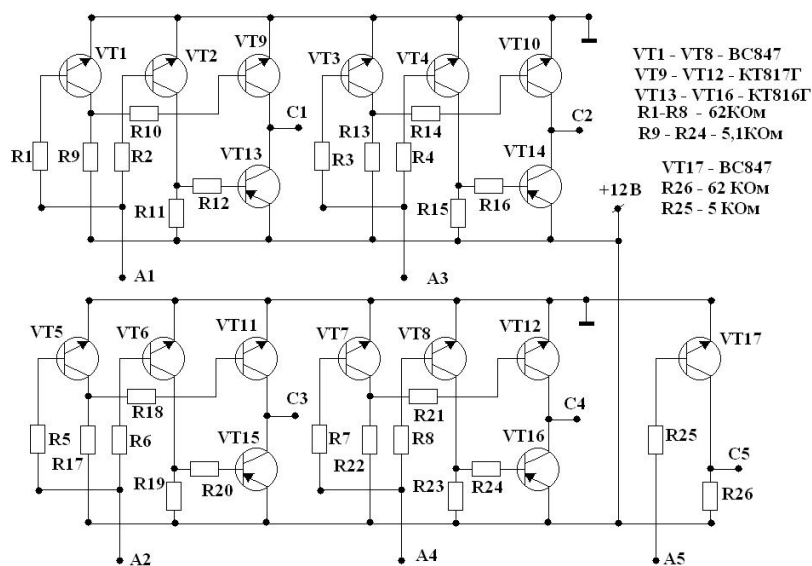 VT1 VT2 VT9 VT3 VT4 VT10
R10 C1 R14 C2
R1 R9 R2 VT13 R3 R13 R4 VT14
R11 R12 R15 R16
A1 A3
VT1 - VT8 - BC847
VT9 - VT12 - КТ817Г
VT13 - VT16 - КТ816Г
R1-R8 - 62КОм
R9 - R24 - 5,1КОм
VT17 - BC847
R26 - 62 КОм
R25 - 5 КОм
+12В
VT5 VT6 VT11 VT7 VT8 VT12 VT17
R18 C3 R21 C4
R5 R17 R6 VT15 R7 R22 R8 VT16 R25 C5
R19 R20 R23 R24 R26
A2 A4 A5